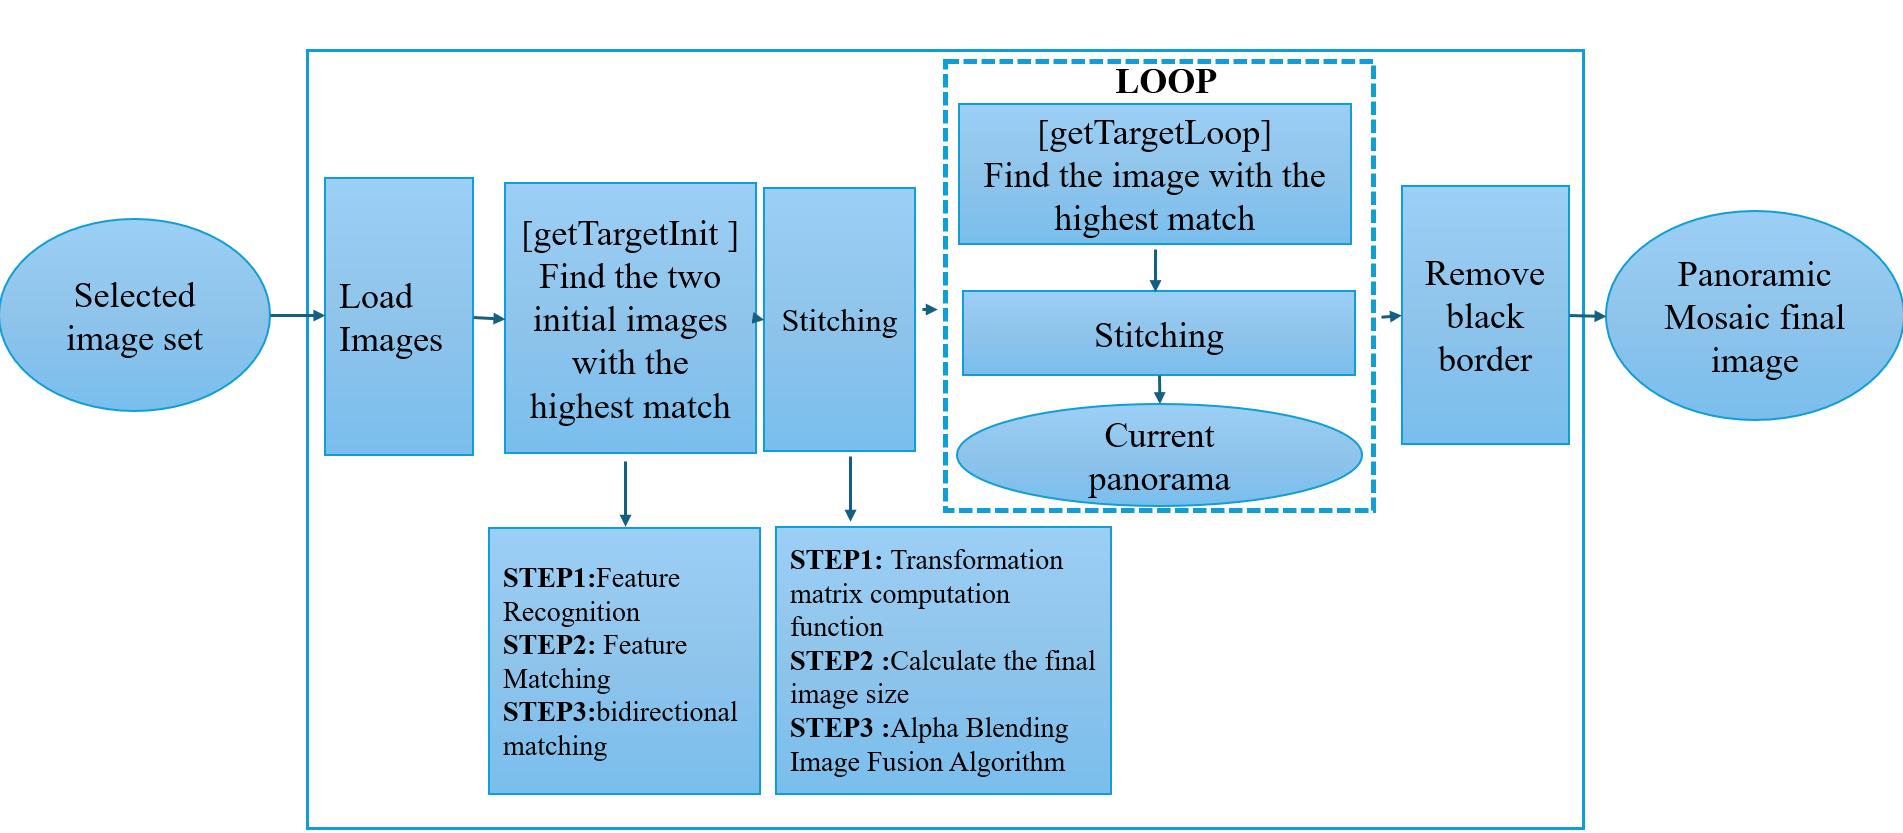 Selected
image set
Load
Images
[getTargetInit ]
Find the two
initial images
with the
highest match
Stitching
LOOP
[getTargetLoop]
Find the image with the
highest match
Stitching
Current
panorama
Remove
black
border
Panoramic
Mosaic final
image
STEP1:Feature
Recognition
STEP2: Feature
Matching
STEP3:bidirectional
matching
STEP1: Transformation
matrix computation
function
STEP2 :Calculate the final
image size
STEP3 :Alpha Blending
Image Fusion Algorithm